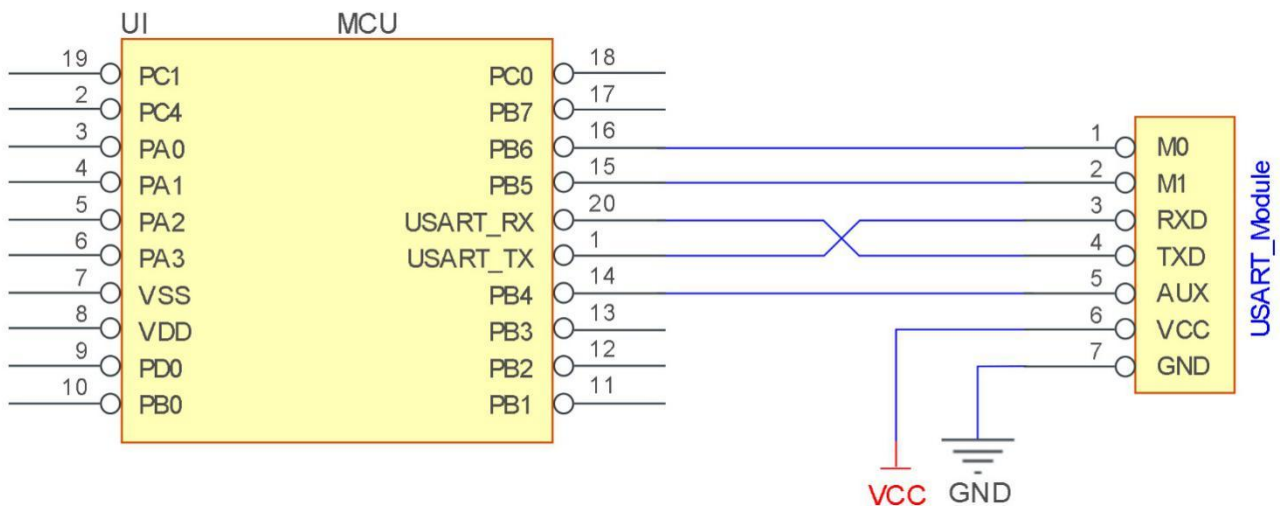 UI MCU
19 PC1 PC0 18
2 PC4 PB7 17
3 PA0 PB6 16 1 M0
4 PA1 PB5 15 2 M1
5 PA2 USART_RX 20 3 RXD
6 PA3 USART_TX 1 4 TXD
7 VSS PB4 14 5 AUX
8 VDD PB3 13 6 VCC
9 PD0 PB2 12 7 GND
10 PB0 PB1 11
USART_Module
VCC GND